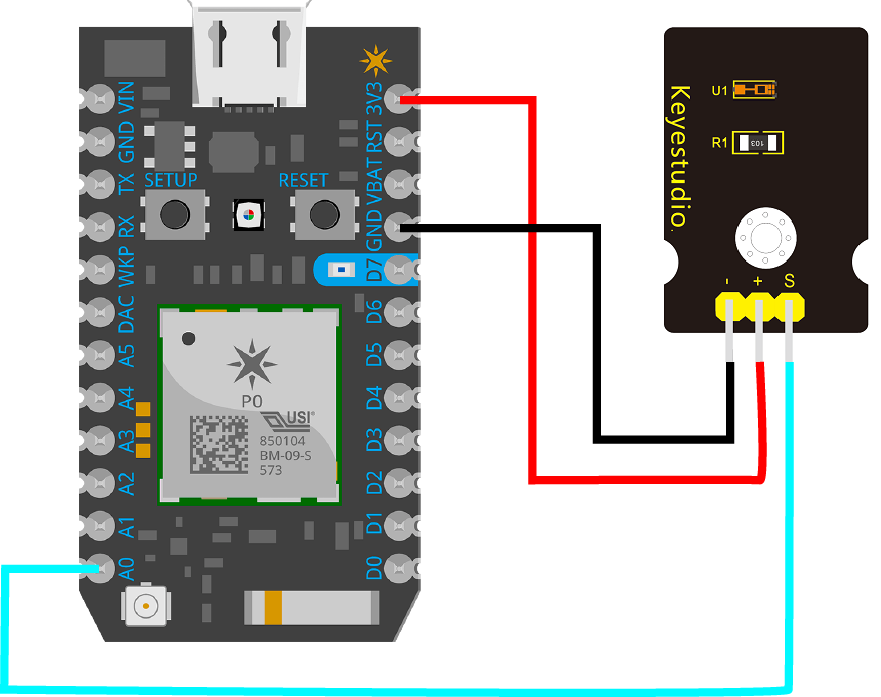 VIN
GND
TX
RX
WKP
DAC
A5
A4
A3
A2
A1
A0
SETUP
RESET
3V3
RST
VBAT
GND
D7
D6
D5
D4
D3
D2
D1
D0
P0
USI®
850104
BM-09-S
573
Keyestudio
U1
R1
103
- + S